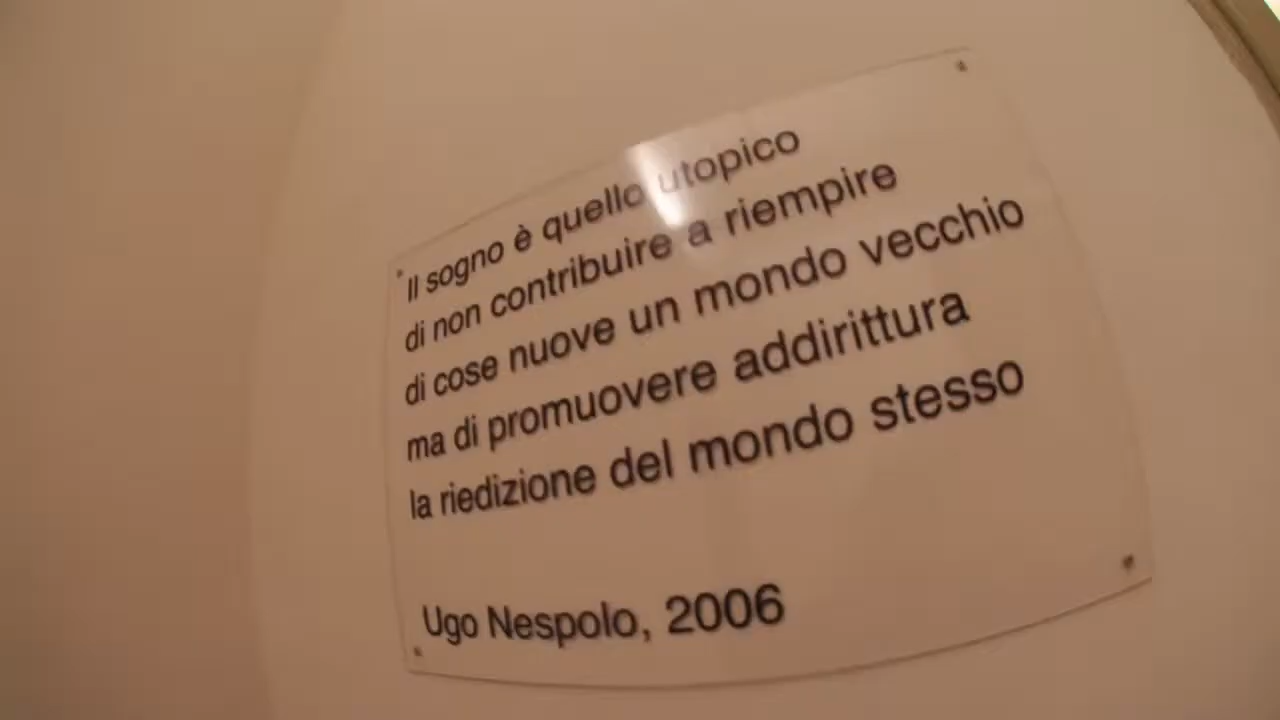 Il sogno è quello utopico
di non contribuire a riempire
di cose nuove un mondo vecchio
ma di promuovere addirittura
la riedizione del mondo stesso
Ugo Nespolo, 2006